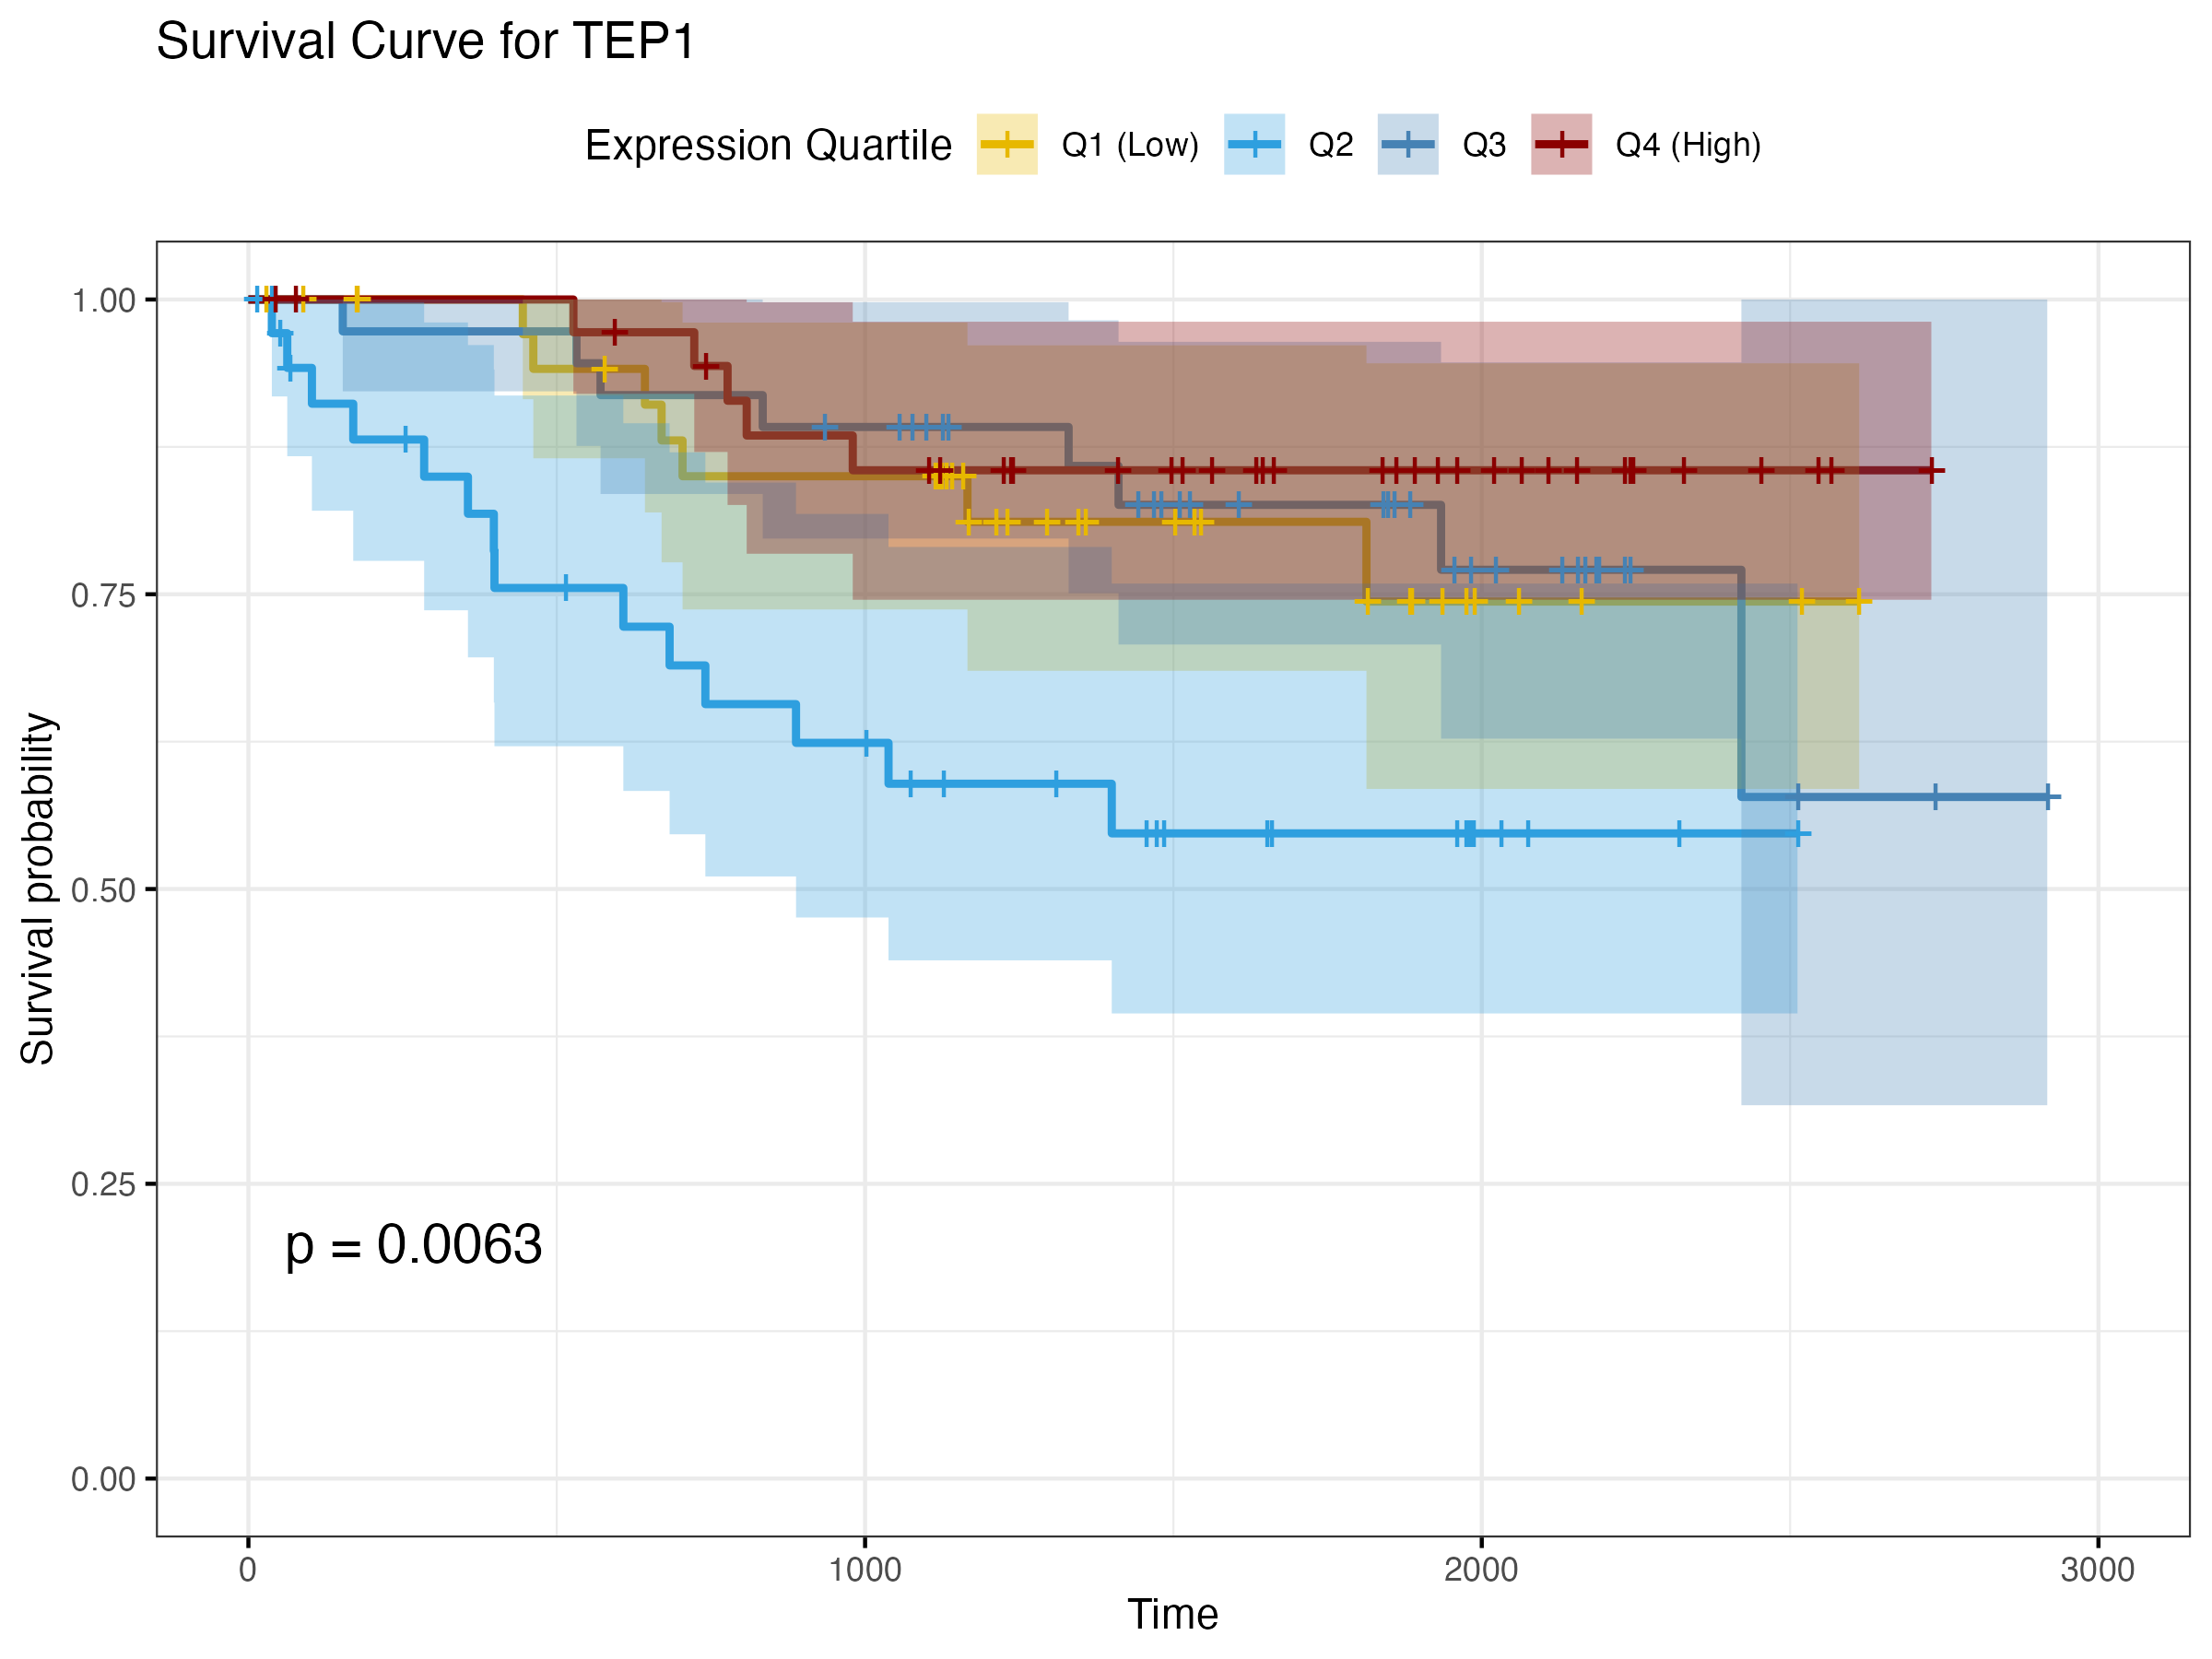 Survival Curve for TEP1
Expression Quartile Q1 (Low) Q2 Q3 Q4 (High)
Survival probability
1.00
0.75
0.50
0.25
0.00
p = 0.0063
0 1000 2000 3000
Time